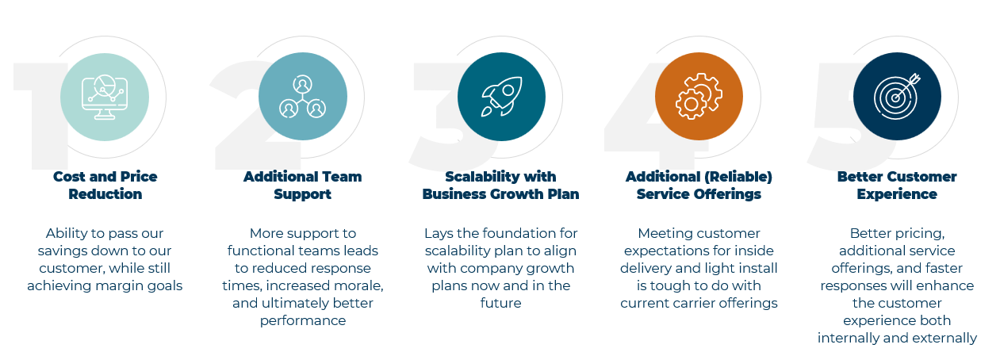 1
Cost and Price
Reduction
Ability to pass our
savings down to our
customer, while still
achieving margin goals
2
Additional Team
Support
More support to
functional teams leads
to reduced response
times, increased morale,
and ultimately better
performance
3
Scalability with
Business Growth Plan
Lays the foundation for
scalability plan to align
with company growth
plans now and in the
future
4
Additional (Reliable)
Service Offerings
Meeting customer
expectations for inside
delivery and light install
is tough to do with
current carrier offerings
5
Better Customer
Experience
Better pricing,
additional service
offerings, and faster
responses will enhance
the customer
experience both
internally and externally